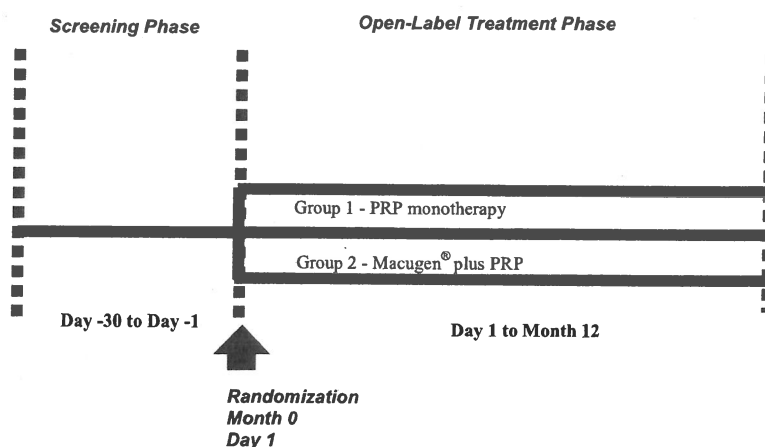 Screening Phase
Open-Label Treatment Phase
Group 1 - PRP monotherapy
Group 2 - Macugen® plus PRP
Day -30 to Day -1
Day 1 to Month 12
Randomization
Month 0
Day 1